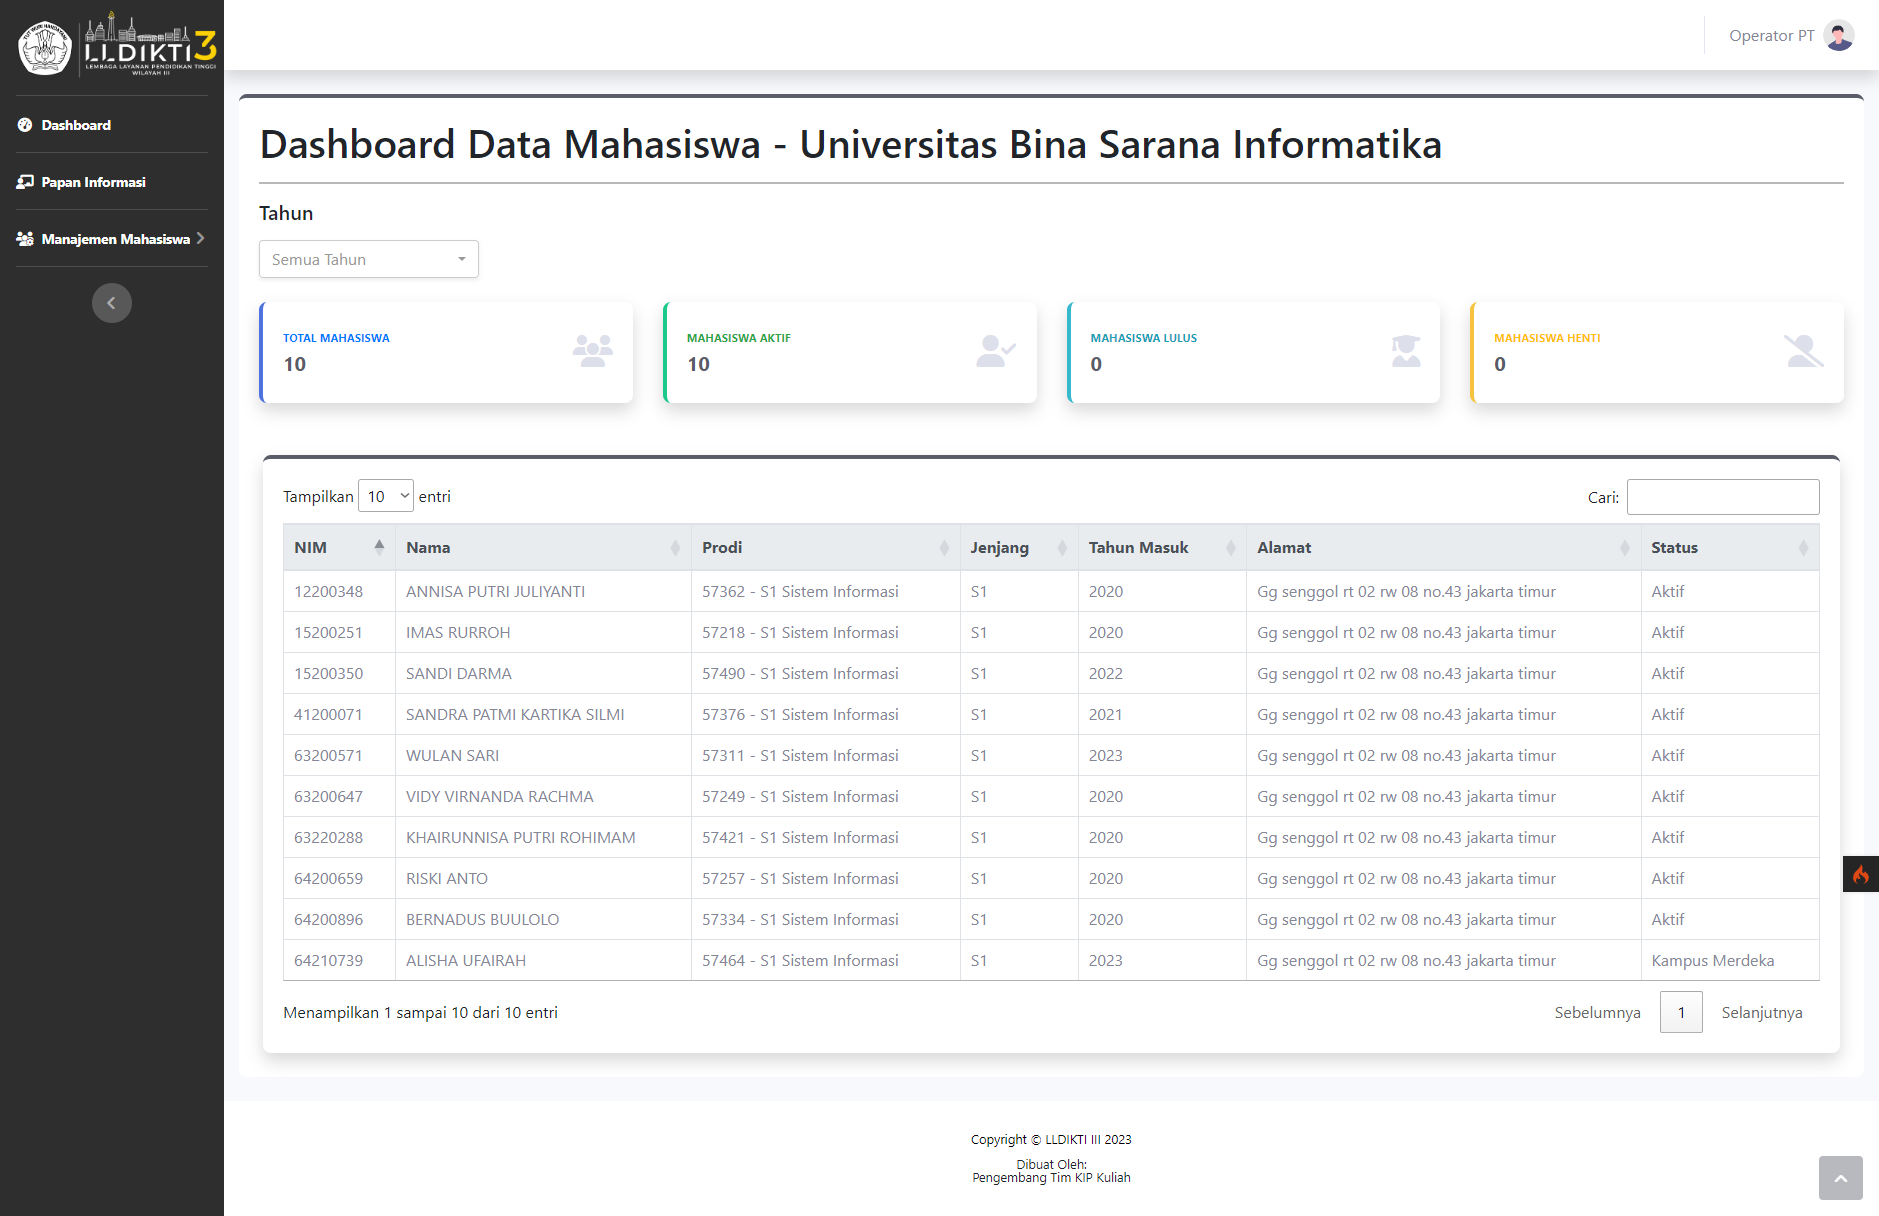 LLDIKTI 3
LEMBAGA LAYANAN PENDIDIKAN TINGGI
WILAYAH III
Operator PT
Dashboard
Papan Informasi
Manajemen Mahasiswa
Dashboard Data Mahasiswa - Universitas Bina Sarana Informatika
Tahun
Semua Tahun
TOTAL MAHASISWA
10
MAHASISWA AKTIF
10
MAHASISWA LULUS
0
MAHASISWA HENTI
0
Tampilkan 10 entri
Cari:
NIM Nama Prodi Jenjang Tahun Masuk Alamat Status
12200348 ANNISA PUTRI JULIYANTI 57362 - S1 Sistem Informasi S1 2020 Gg senggol rt 02 rw 08 no.43 jakarta timur Aktif
15200251 IMAS RURROH 57218 - S1 Sistem Informasi S1 2020 Gg senggol rt 02 rw 08 no.43 jakarta timur Aktif
15200350 SANDI DARMA 57490 - S1 Sistem Informasi S1 2022 Gg senggol rt 02 rw 08 no.43 jakarta timur Aktif
41200071 SANDRA PATMI KARTIKA SILMI 57376 - S1 Sistem Informasi S1 2021 Gg senggol rt 02 rw 08 no.43 jakarta timur Aktif
63200571 WULAN SARI 57311 - S1 Sistem Informasi S1 2023 Gg senggol rt 02 rw 08 no.43 jakarta timur Aktif
63200647 VIDY VIRNANDA RACHMA 57249 - S1 Sistem Informasi S1 2020 Gg senggol rt 02 rw 08 no.43 jakarta timur Aktif
63220288 KHAIRUNNISA PUTRI ROHIMAM 57421 - S1 Sistem Informasi S1 2020 Gg senggol rt 02 rw 08 no.43 jakarta timur Aktif
64200659 RISKI ANTO 57257 - S1 Sistem Informasi S1 2020 Gg senggol rt 02 rw 08 no.43 jakarta timur Aktif
64200896 BERNADUS BUULOLO 57334 - S1 Sistem Informasi S1 2020 Gg senggol rt 02 rw 08 no.43 jakarta timur Aktif
64210739 ALISHA UFAIRAH 57464 - S1 Sistem Informasi S1 2023 Gg senggol rt 02 rw 08 no.43 jakarta timur Kampus Merdeka
Menampilkan 1 sampai 10 dari 10 entri
Sebelumnya 1 Selanjutnya
Copyright © LLDIKTI III 2023
Dibuat Oleh:
Pengembang Tim KIP Kuliah